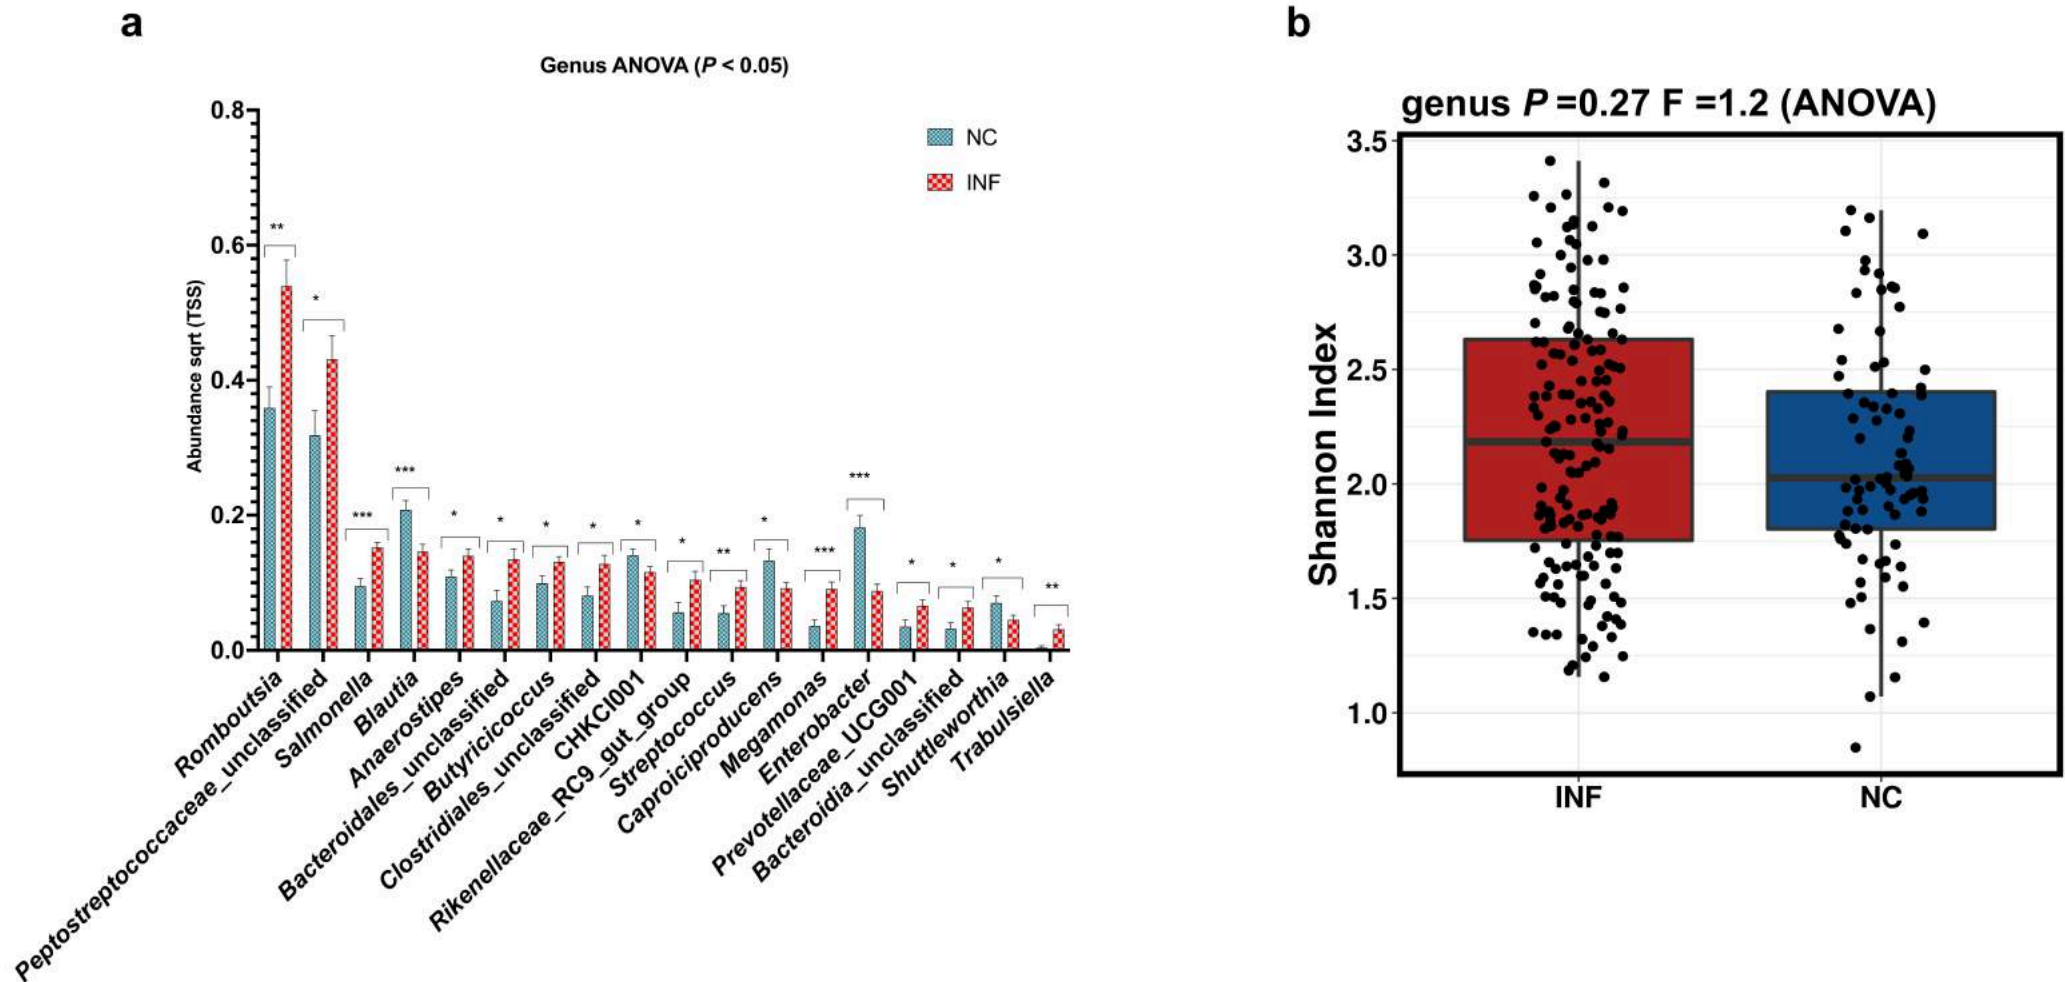 a
Genus ANOVA (P < 0.05)
Abundance sqrt (TSS)
0.8
0.6
0.4
0.2
0.0
NC
INF
**
*
***
***
*
*
*
*
*
*
**
*
***
***
*
*
*
**
Romboutsia
Peptostreptococcaceae_unclassified
Salmonella
Blautia
Anaerostipes
Bacteroidales_unclassified
Butyricicoccus
Clostridiales_unclassified
CHKCI001
Rikenellaceae_RC9_gut_group
Streptococcus
Caproiciproducens
Megamonas
Enterobacter
Prevotellaceae_UCG001
Bacteroidia_unclassified
Shuttleworthia
Trabulsiella
b
genus P =0.27 F =1.2 (ANOVA)
Shannon Index
3.5
3.0
2.5
2.0
1.5
1.0
INF
NC